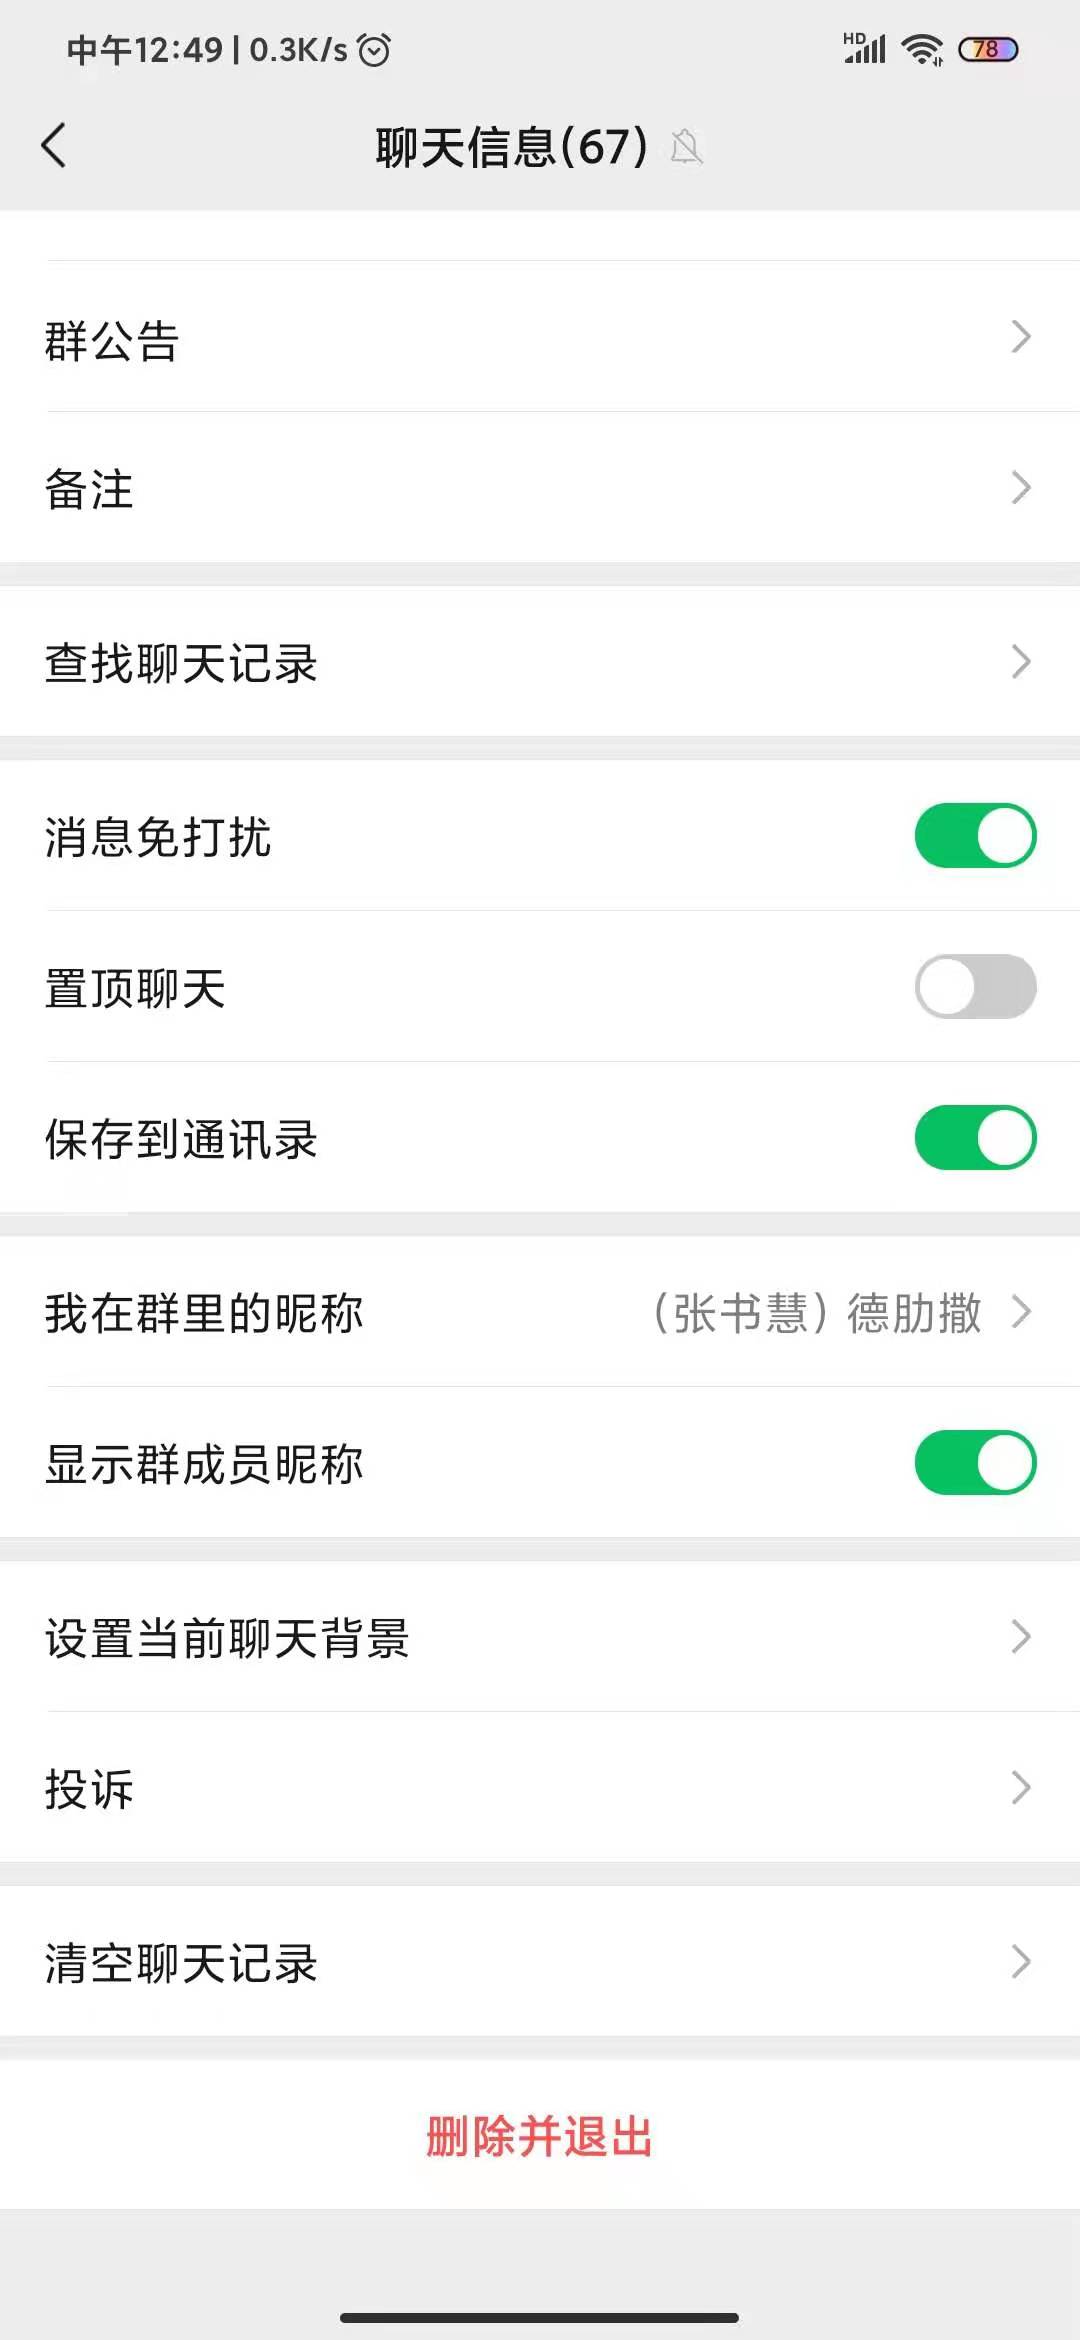 中午12:49 | 0.3K/s HD 78
聊天信息(67)
群公告
备注
查找聊天记录
消息免打扰
置顶聊天
保存到通讯录
我在群里的昵称 （张书慧）德肋撒
显示群成员昵称
设置当前聊天背景
投诉
清空聊天记录
删除并退出